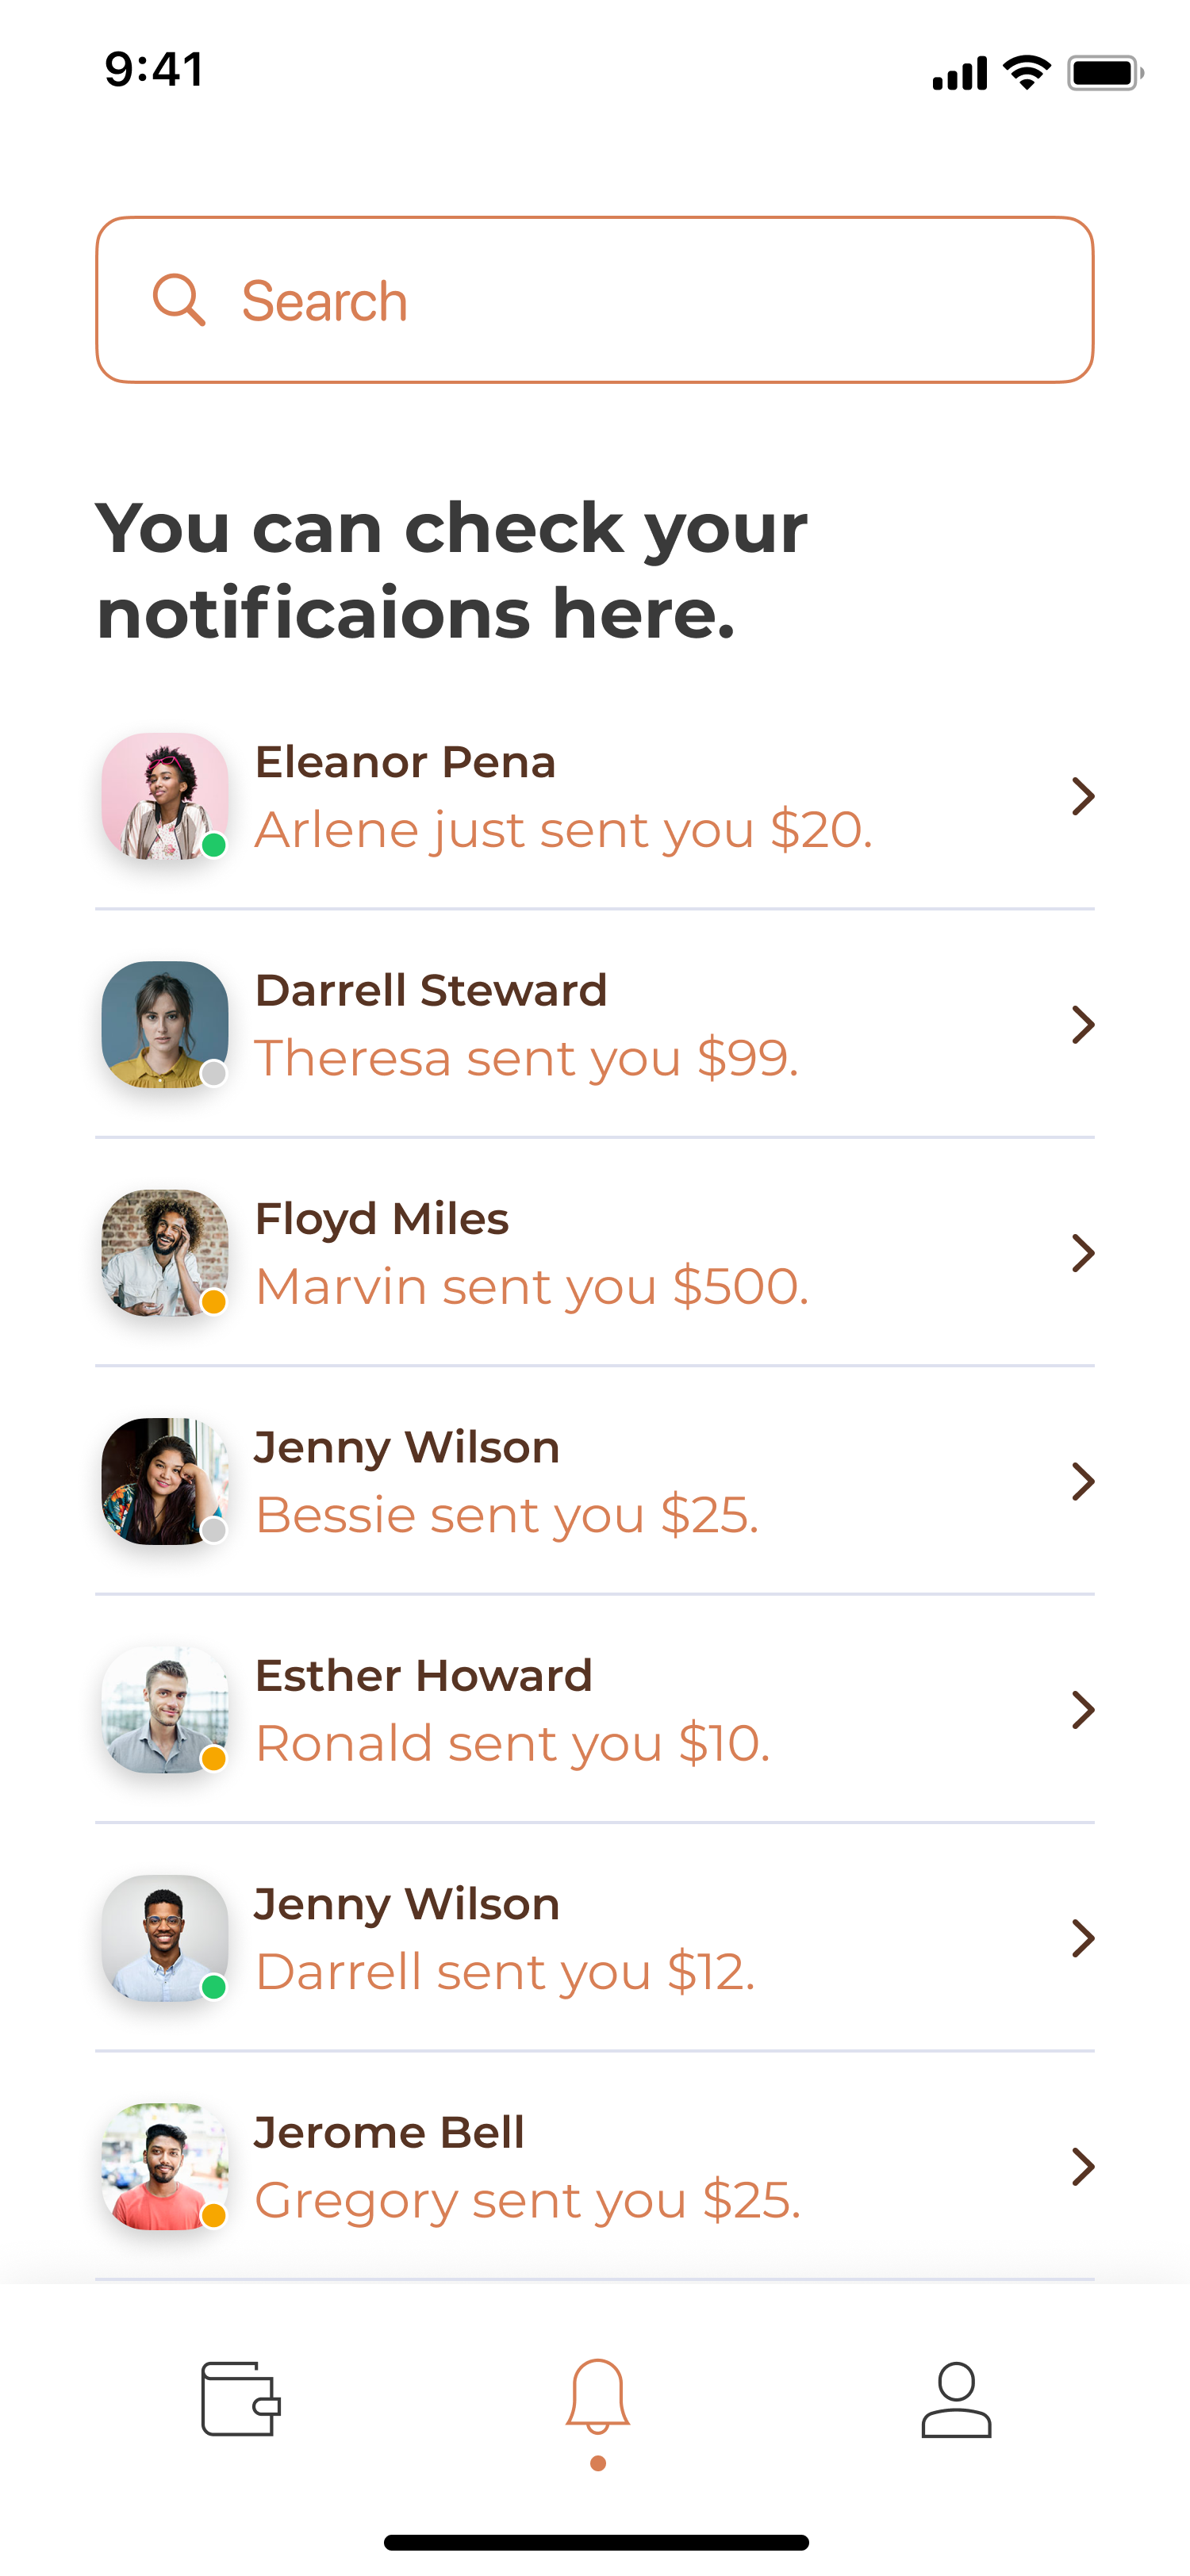 9:41
Search
You can check your
notificaions here.
Eleanor Pena
Arlene just sent you $20.
Darrell Steward
Theresa sent you $99.
Floyd Miles
Marvin sent you $500.
Jenny Wilson
Bessie sent you $25.
Esther Howard
Ronald sent you $10.
Jenny Wilson
Darrell sent you $12.
Jerome Bell
Gregory sent you $25.